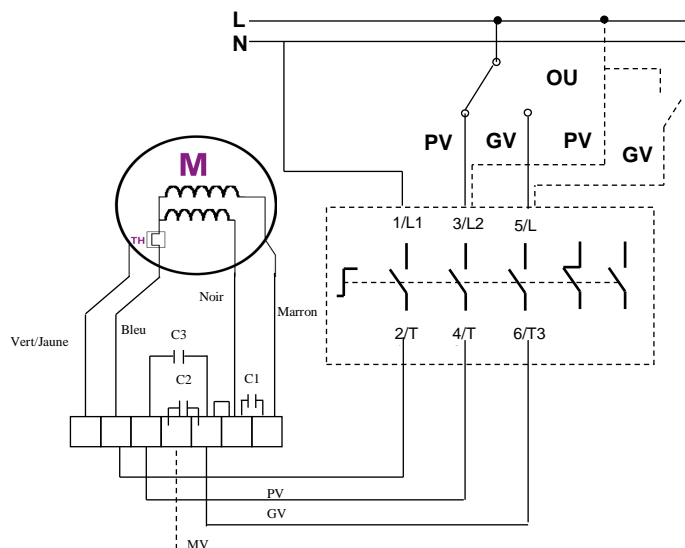 L
N
OU
PV GV PV
GV
M
TH
1/L1 3/L2 5/L
Noir
Marron
Vert/Jaune
Bleu
2/T 4/T 6/T3
C3
C2
C1
PV
GV
MV